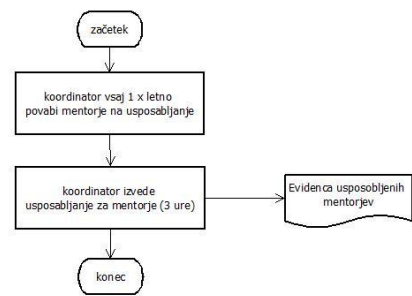 začetek
koordinator vsaj 1 x letno
povabi mentorje na usposabljanje
koordinator izvede
usposabljanje za mentorje (3 ure)
Evidenca usposobljenih
mentorjev
konec